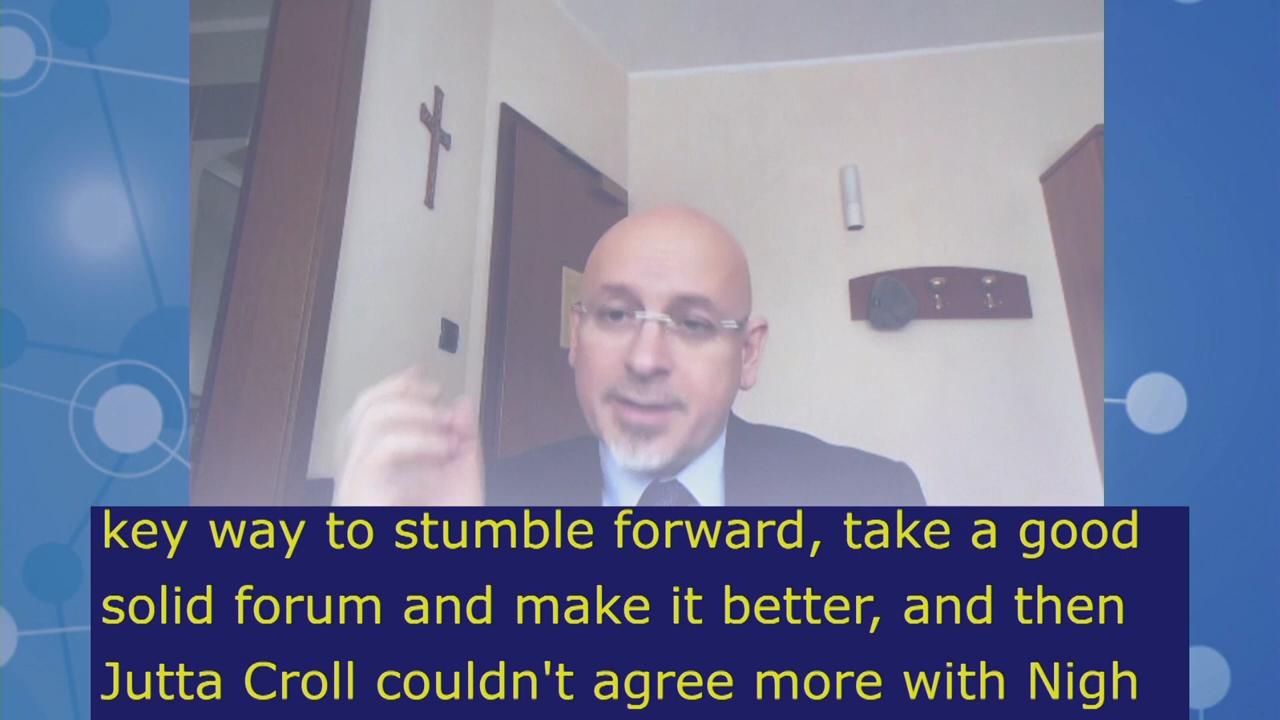 key way to stumble forward, take a good
solid forum and make it better, and then
Jutta Croll couldn't agree more with Nigh